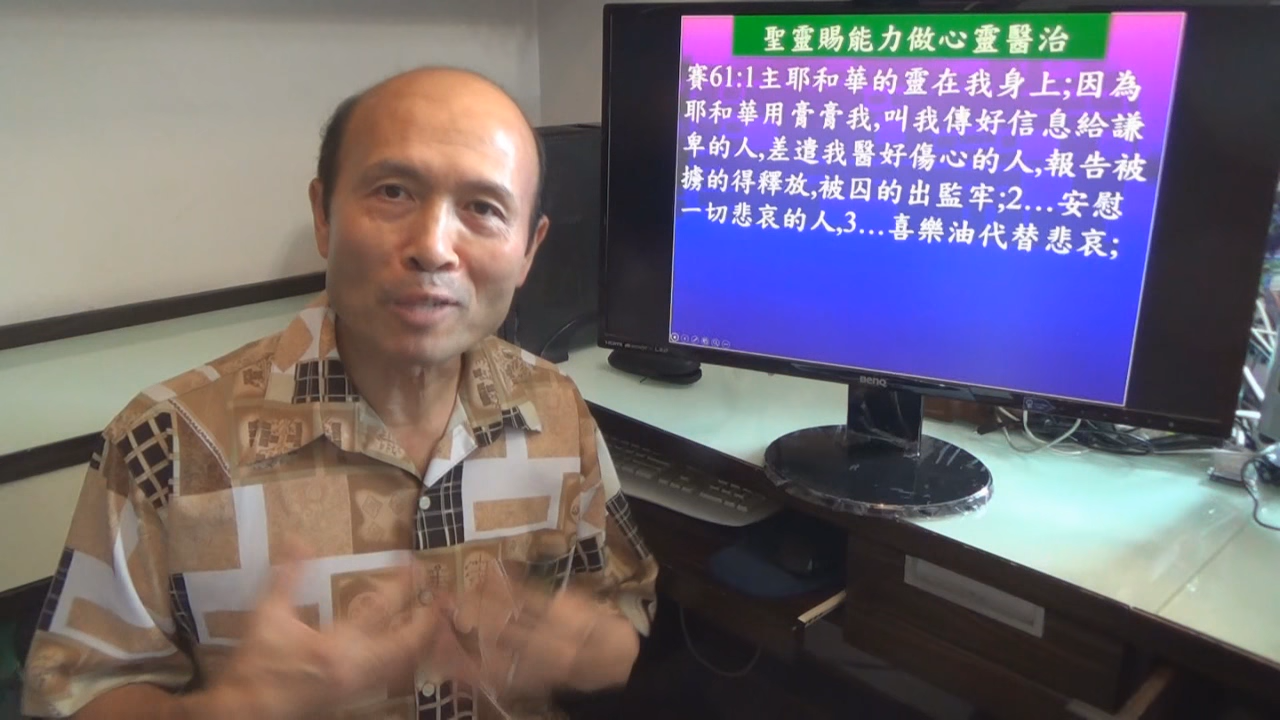 聖靈賜能力做心靈醫治
賽61:1主耶和華的靈在我身上;因為
耶和華用膏膏我,叫我傳好信息給謙
卑的人,差遣我醫好傷心的人,報告被
擄的得釋放,被囚的出監牢;2...安慰
一切悲哀的人,3...喜樂油代替悲哀;
BenQ